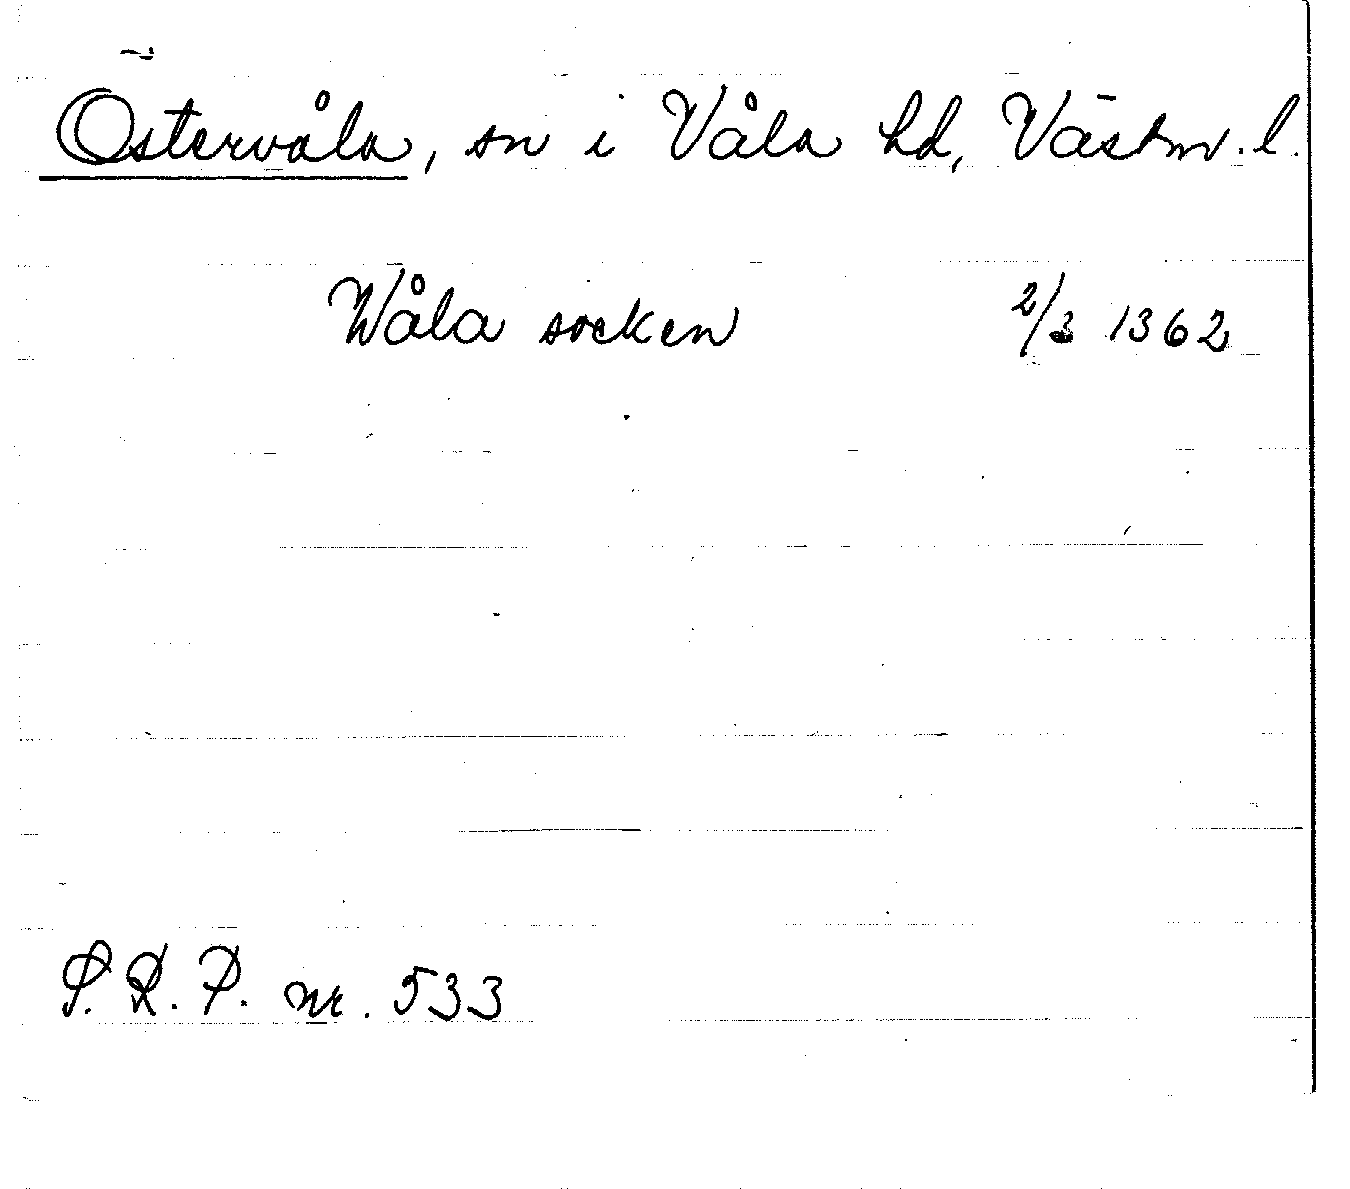 Östervåla, sn i Våla hd, Västm. l.
Wåla socken 2/3 1362
S.R.P. nr. 533